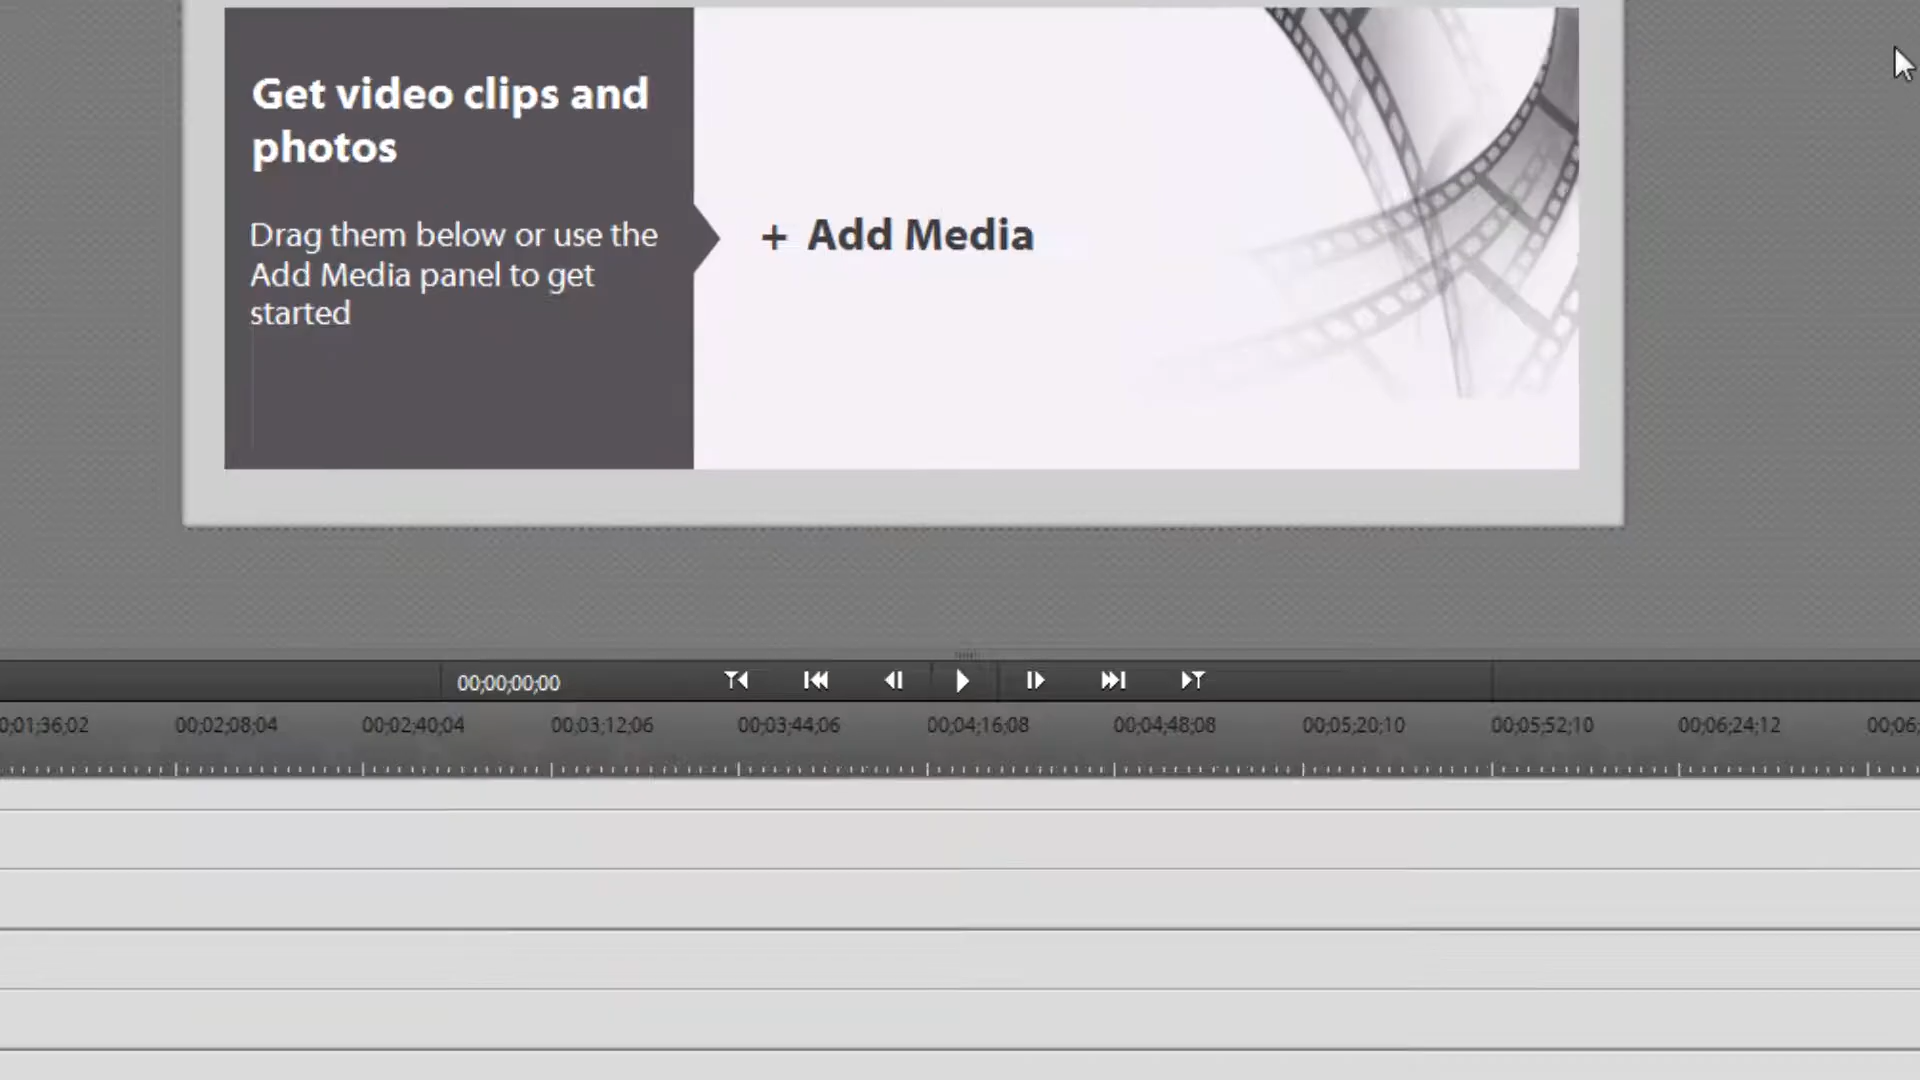 Get video clips and
photos
Drag them below or use the
Add Media panel to get
started
+ Add Media
00;00;00;00
0;01;36;02 00;02;08;04 00;02;40;04 00;03;12;06 00;03;44;06 00;04;16;08 00;04;48;08 00;05;20;10 00;05;52;10 00;06;24;12 00;06;